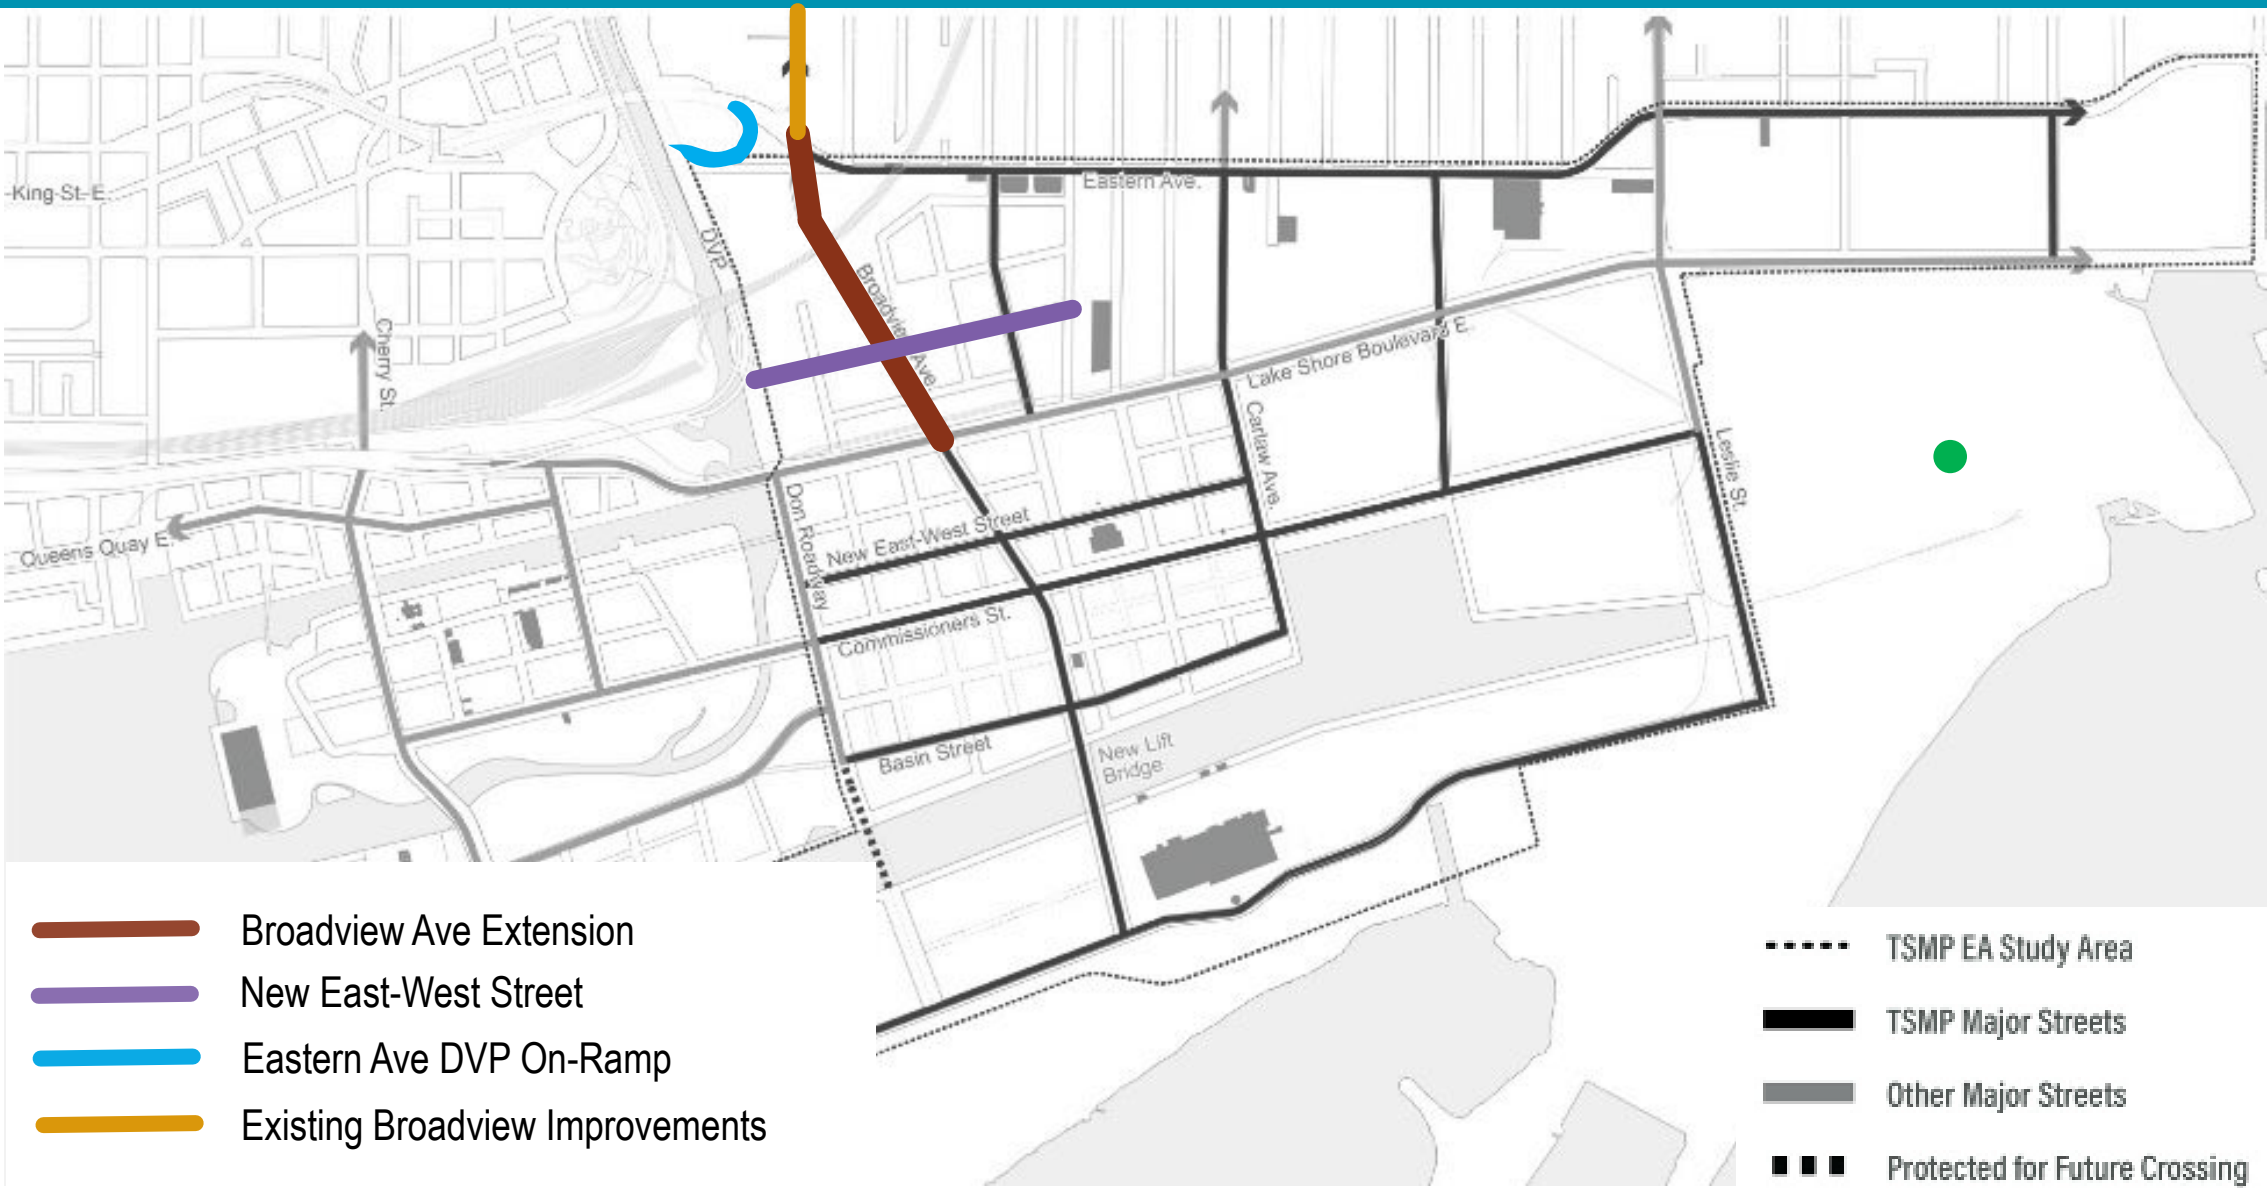 King St. E.
DVP
Eastern Ave.
Broadview Ave.
Cherry St.
Lake Shore Boulevard E.
Carlaw Ave.
Leslie St.
Don Roadway
New East-West Street
Queens Quay E.
Commissioners St.
Basin Street
New Lift
Bridge
Broadview Ave Extension
New East-West Street
Eastern Ave DVP On-Ramp
Existing Broadview Improvements
TSMP EA Study Area
TSMP Major Streets
Other Major Streets
Protected for Future Crossing